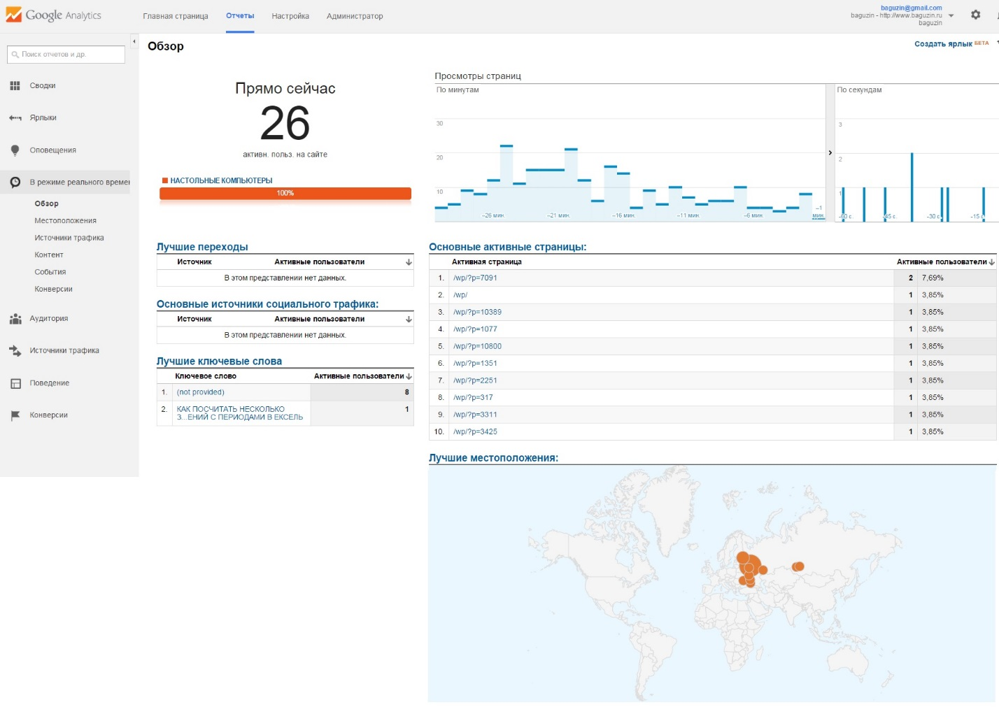 Google Analytics
Главная страница
Отчеты
Настройка
Администратор
baguzin@gmail.com
baguzin - http://www.baguzin.ru
baguzin
Поиск отчетов и др.
Сводки
Ярлыки
Оповещения
В режиме реального времен
Обзор
Местоположения
Источники трафика
Контент
События
Конверсии
Аудитория
Источники трафика
Поведение
Конверсии
Обзор
Создать ярлык БЕТА
Прямо сейчас
26
активн. польз. на сайте
НАСТОЛЬНЫЕ КОМПЬЮТЕРЫ
100%
Просмотры страниц
По минутам
30
20
10
–26 мин.
–21 мин.
–16 мин.
–11 мин.
–6 мин.
–1
мин.
По секундам
3
2
1
-60 с.
-45 с.
-30 с.
-15 с.
Лучшие переходы
Источник Активные пользователи
В этом представлении нет данных.
Основные источники социального трафика:
Источник Активные пользователи
В этом представлении нет данных.
Лучшие ключевые слова
Ключевое слово Активные пользователи
1. (not provided) 8
2. КАК ПОСЧИТАТЬ НЕСКОЛЬКО 1
З...ЕНИЙ С ПЕРИОДАМИ В ЕКСЕЛЬ
Основные активные страницы:
Активная страница Активные пользователи
1. /wp/?p=7091 2 7,69%
2. /wp/ 1 3,85%
3. /wp/?p=10389 1 3,85%
4. /wp/?p=1077 1 3,85%
5. /wp/?p=10800 1 3,85%
6. /wp/?p=1351 1 3,85%
7. /wp/?p=2251 1 3,85%
8. /wp/?p=317 1 3,85%
9. /wp/?p=3311 1 3,85%
10. /wp/?p=3425 1 3,85%
Лучшие местоположения: